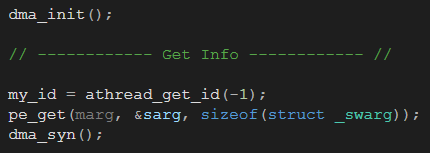 dma_init();
// ------------ Get Info ------------ //
my_id = athread_get_id(-1);
pe_get(marg, &sarg, sizeof(struct _swarg));
dma_syn();